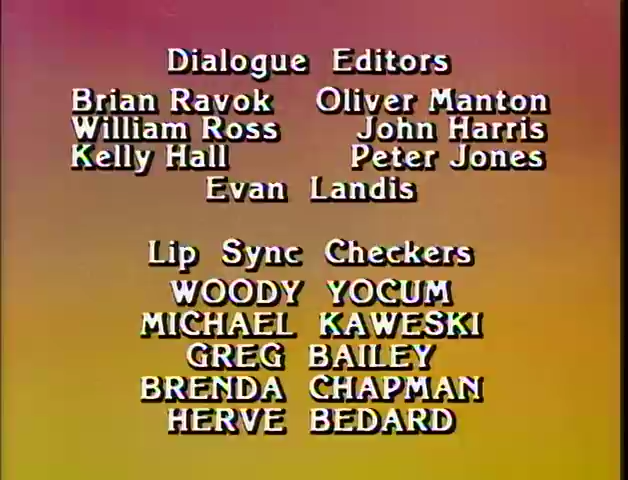 Dialogue Editors
Brian Ravok Oliver Manton
William Ross John Harris
Kelly Hall Peter Jones
Evan Landis
Lip Sync Checkers
WOODY YOCUM
MICHAEL KAWESKI
GREG BAILEY
BRENDA CHAPMAN
HERVE BEDARD